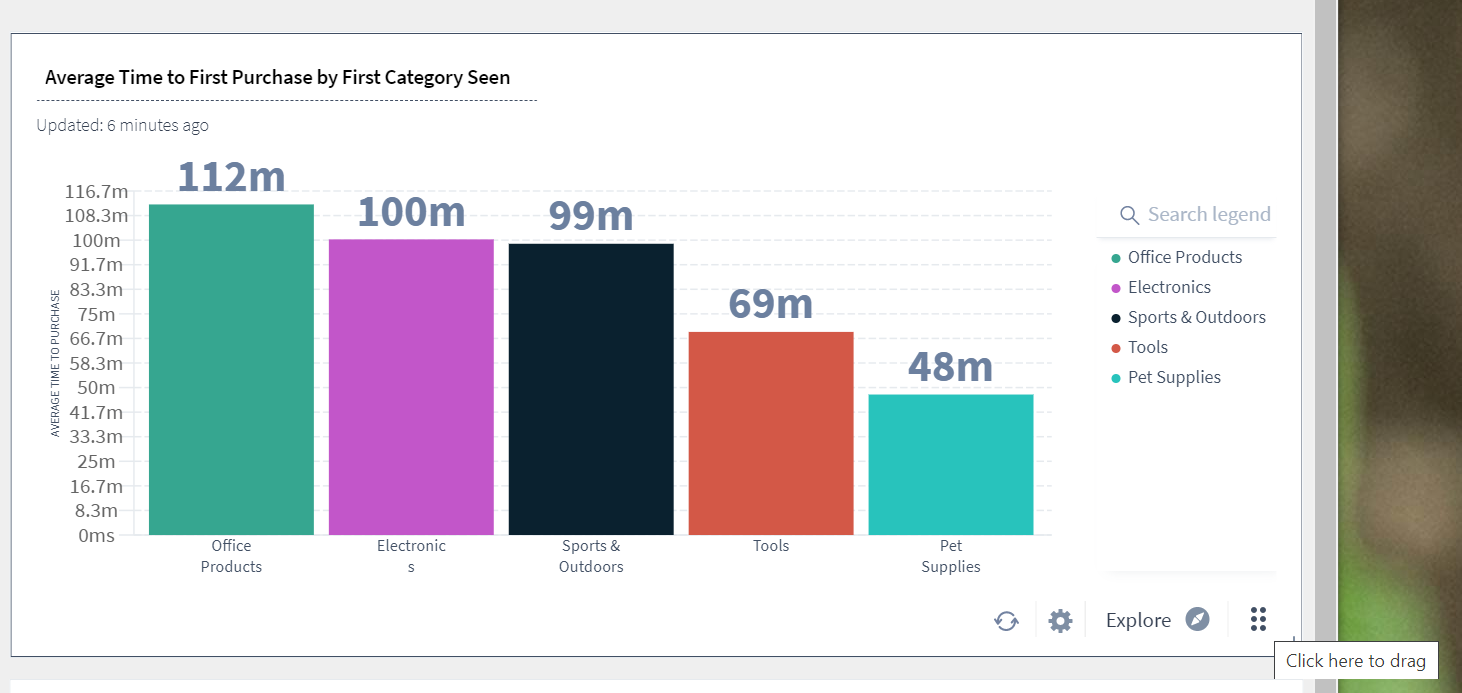 Average Time to First Purchase by First Category Seen
Updated: 6 minutes ago
112m
100m
99m
69m
48m
116.7m
108.3m
100m
91.7m
83.3m
75m
66.7m
58.3m
50m
41.7m
33.3m
25m
16.7m
8.3m
0ms
AVERAGE TIME TO PURCHASE
Office
Products
Electronic
s
Sports &
Outdoors
Tools
Pet
Supplies
Search legend
Office Products
Electronics
Sports & Outdoors
Tools
Pet Supplies
Explore
Click here to drag